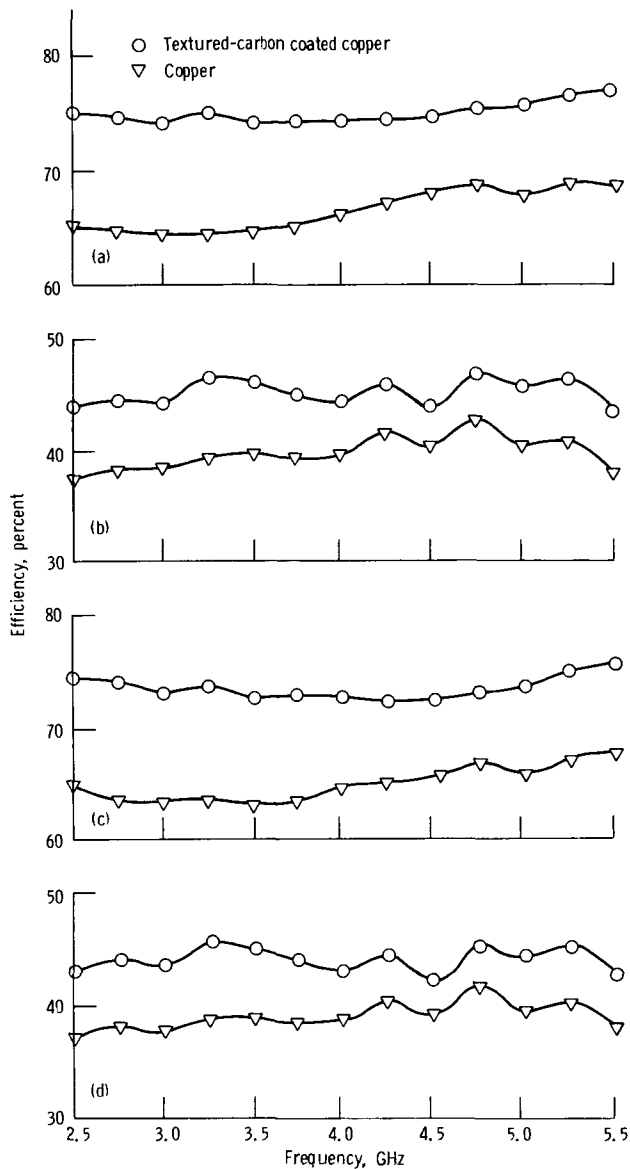 80
Textured-carbon coated copper
Copper
70
(a)
60
50
40
(b)
30
Efficiency, percent
80
70
(c)
60
50
40
(d)
30
2.5 3.0 3.5 4.0 4.5 5.0 5.5
Frequency, GHz